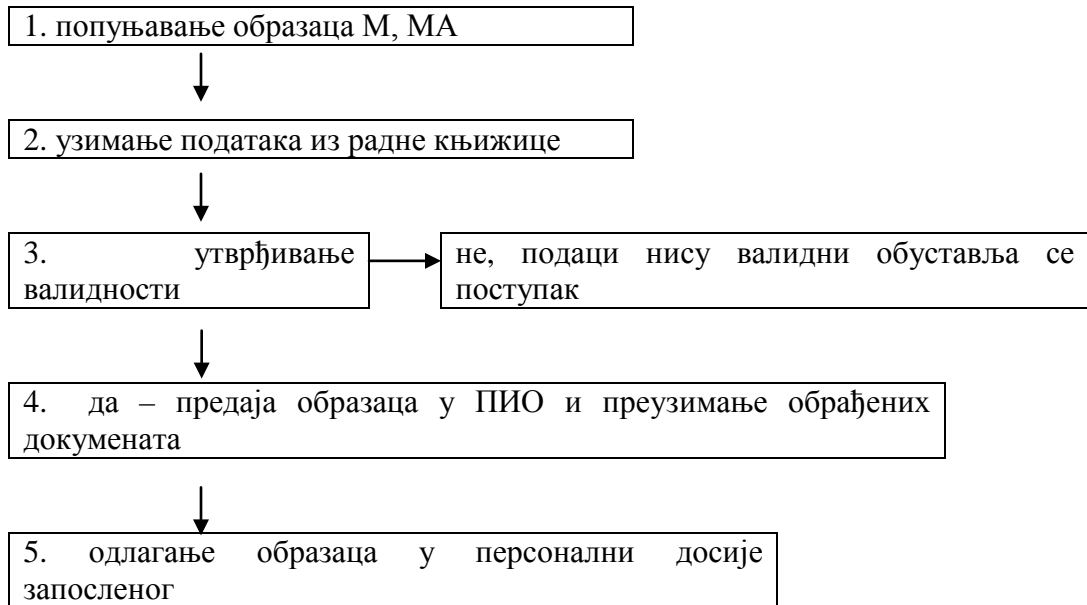 1. попуњавање образаца М, МА
2. узимање података из радне књижице
3. утврђивање
валидности
не, подаци нису валидни обуставља се
поступак
4. да – предаја образаца у ПИО и преузимање обрађених
докумената
5. одлагање образаца у персонални досије
запосленог